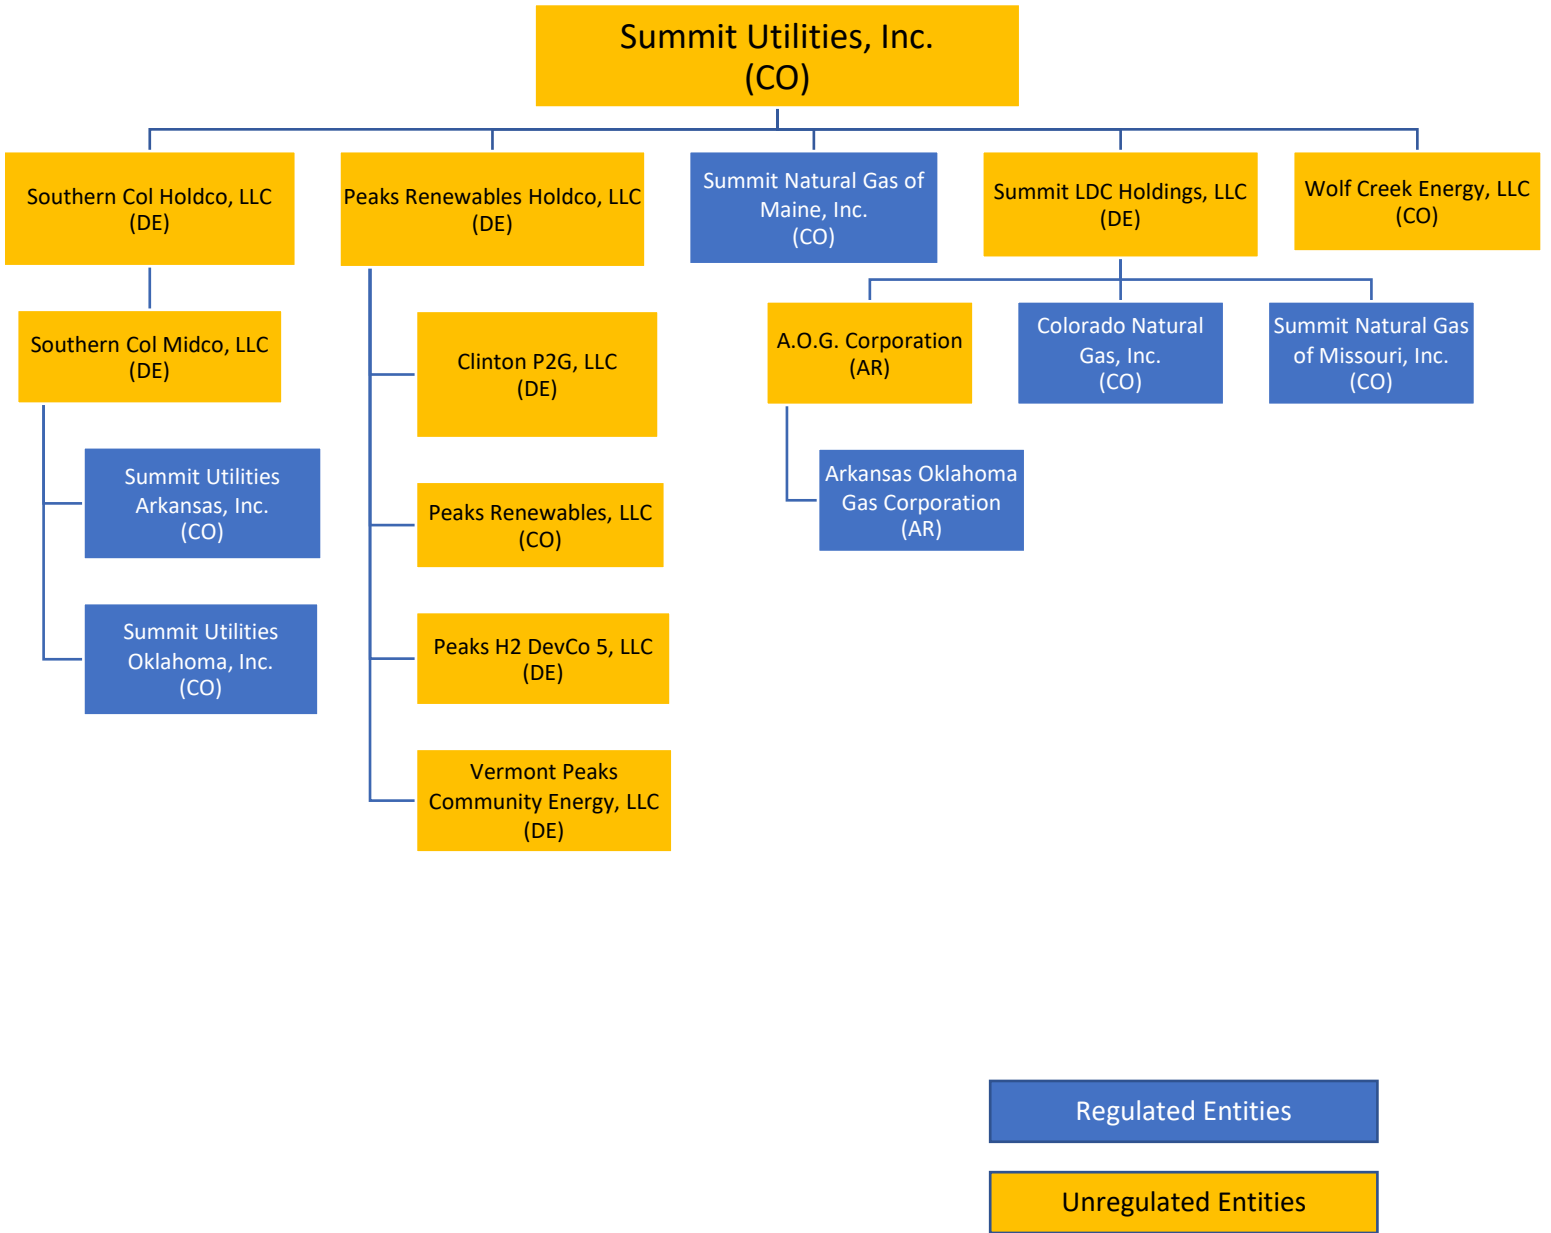 Summit Utilities, Inc.
(CO)
Southern Col Holdco, LLC
(DE)
Peaks Renewables Holdco, LLC
(DE)
Summit Natural Gas of
Maine, Inc.
(CO)
Summit LDC Holdings, LLC
(DE)
Wolf Creek Energy, LLC
(CO)
Southern Col Midco, LLC
(DE)
Summit Utilities
Arkansas, Inc.
(CO)
Summit Utilities
Oklahoma, Inc.
(CO)
Clinton P2G, LLC
(DE)
Peaks Renewables, LLC
(CO)
Peaks H2 DevCo 5, LLC
(DE)
Vermont Peaks
Community Energy, LLC
(DE)
A.O.G. Corporation
(AR)
Colorado Natural
Gas, Inc.
(CO)
Summit Natural Gas
of Missouri, Inc.
(CO)
Arkansas Oklahoma
Gas Corporation
(AR)
Regulated Entities
Unregulated Entities